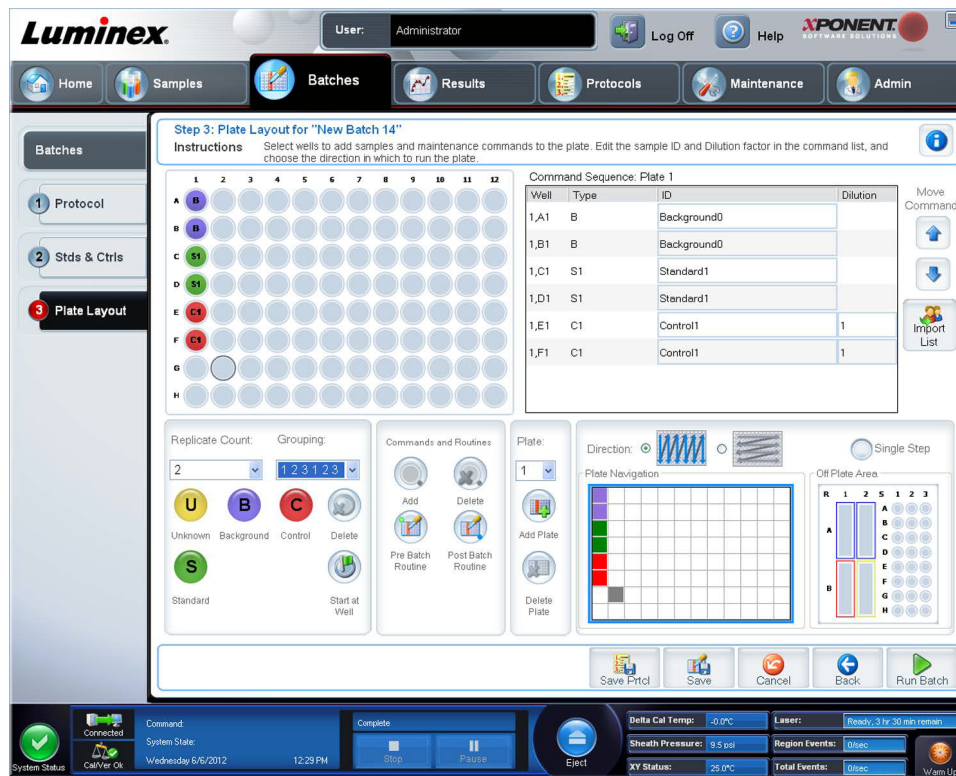 Luminex.
User: Administrator
Log Off
Help
XPONENT
SOFTWARE SOLUTIONS
Home
Samples
Batches
Results
Protocols
Maintenance
Admin
Batches
1 Protocol
2 Stds & Ctrls
3 Plate Layout
Step 3: Plate Layout for "New Batch 14"
Instructions Select wells to add samples and maintenance commands to the plate. Edit the sample ID and Dilution factor in the command list, and
choose the direction in which to run the plate.
1 2 3 4 5 6 7 8 9 10 11 12
A B
B B
C S1
D S1
E C1
F C1
G
H
Command Sequence: Plate 1
Well Type ID Dilution
1,A1 B Background0
1,B1 B Background0
1,C1 S1 Standard1
1,D1 S1 Standard1
1,E1 C1 Control1 1
1,F1 C1 Control1 1
Move
Command
Import
List
Replicate Count: Grouping:
2 1 2 3 1 2 3
U B C
Unknown Background Control Delete
S
Standard Start at
Well
Commands and Routines
Add Delete
Pre Batch
Routine
Post Batch
Routine
Plate:
1
Add Plate
Delete
Plate
Direction:
Single Step
Plate Navigation
Off Plate Area
R 1 2 S 1 2 3
A
B
C
D
E
F
G
H
A
B
Save Prtcl
Save
Cancel
Back
Run Batch
System Status
Connected
Cal/Ver Ok
Command:
System State:
Wednesday 6/6/2012 12:29 PM
Complete
Stop
Pause
Eject
Delta Cal Temp: -0.0°C
Sheath Pressure: 9.5 psi
XY Status: 25.0°C
Laser: Ready, 3 hr 30 min remain
Region Events: 0/sec
Total Events: 0/sec
Warm Up